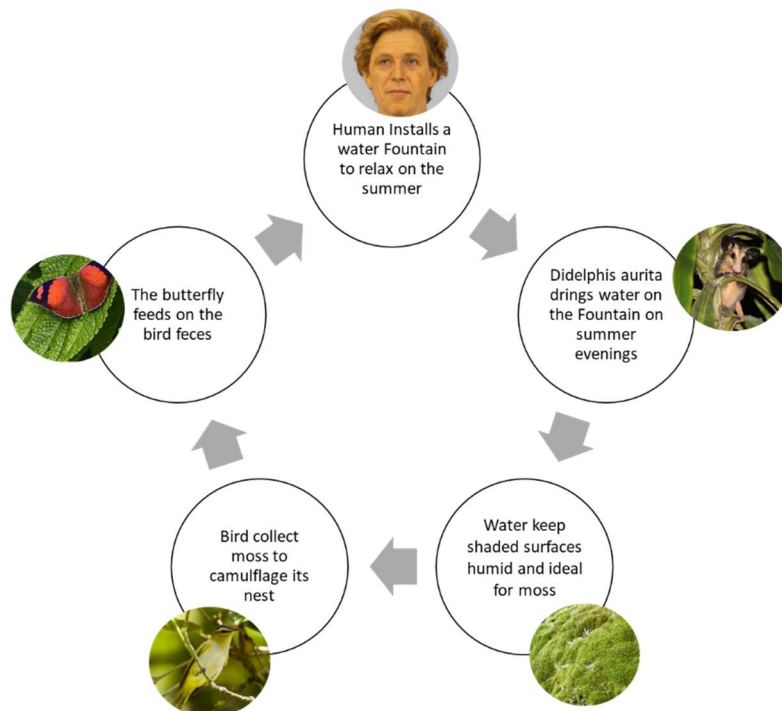 Human Installs a
water Fountain
to relax on the
summer
Didelphis aurita
drings water on
the Fountain on
summer
evenings
Water keep
shaded surfaces
humid and ideal
for moss
Bird collect
moss to
camulflage its
nest
The butterfly
feeds on the
bird feces